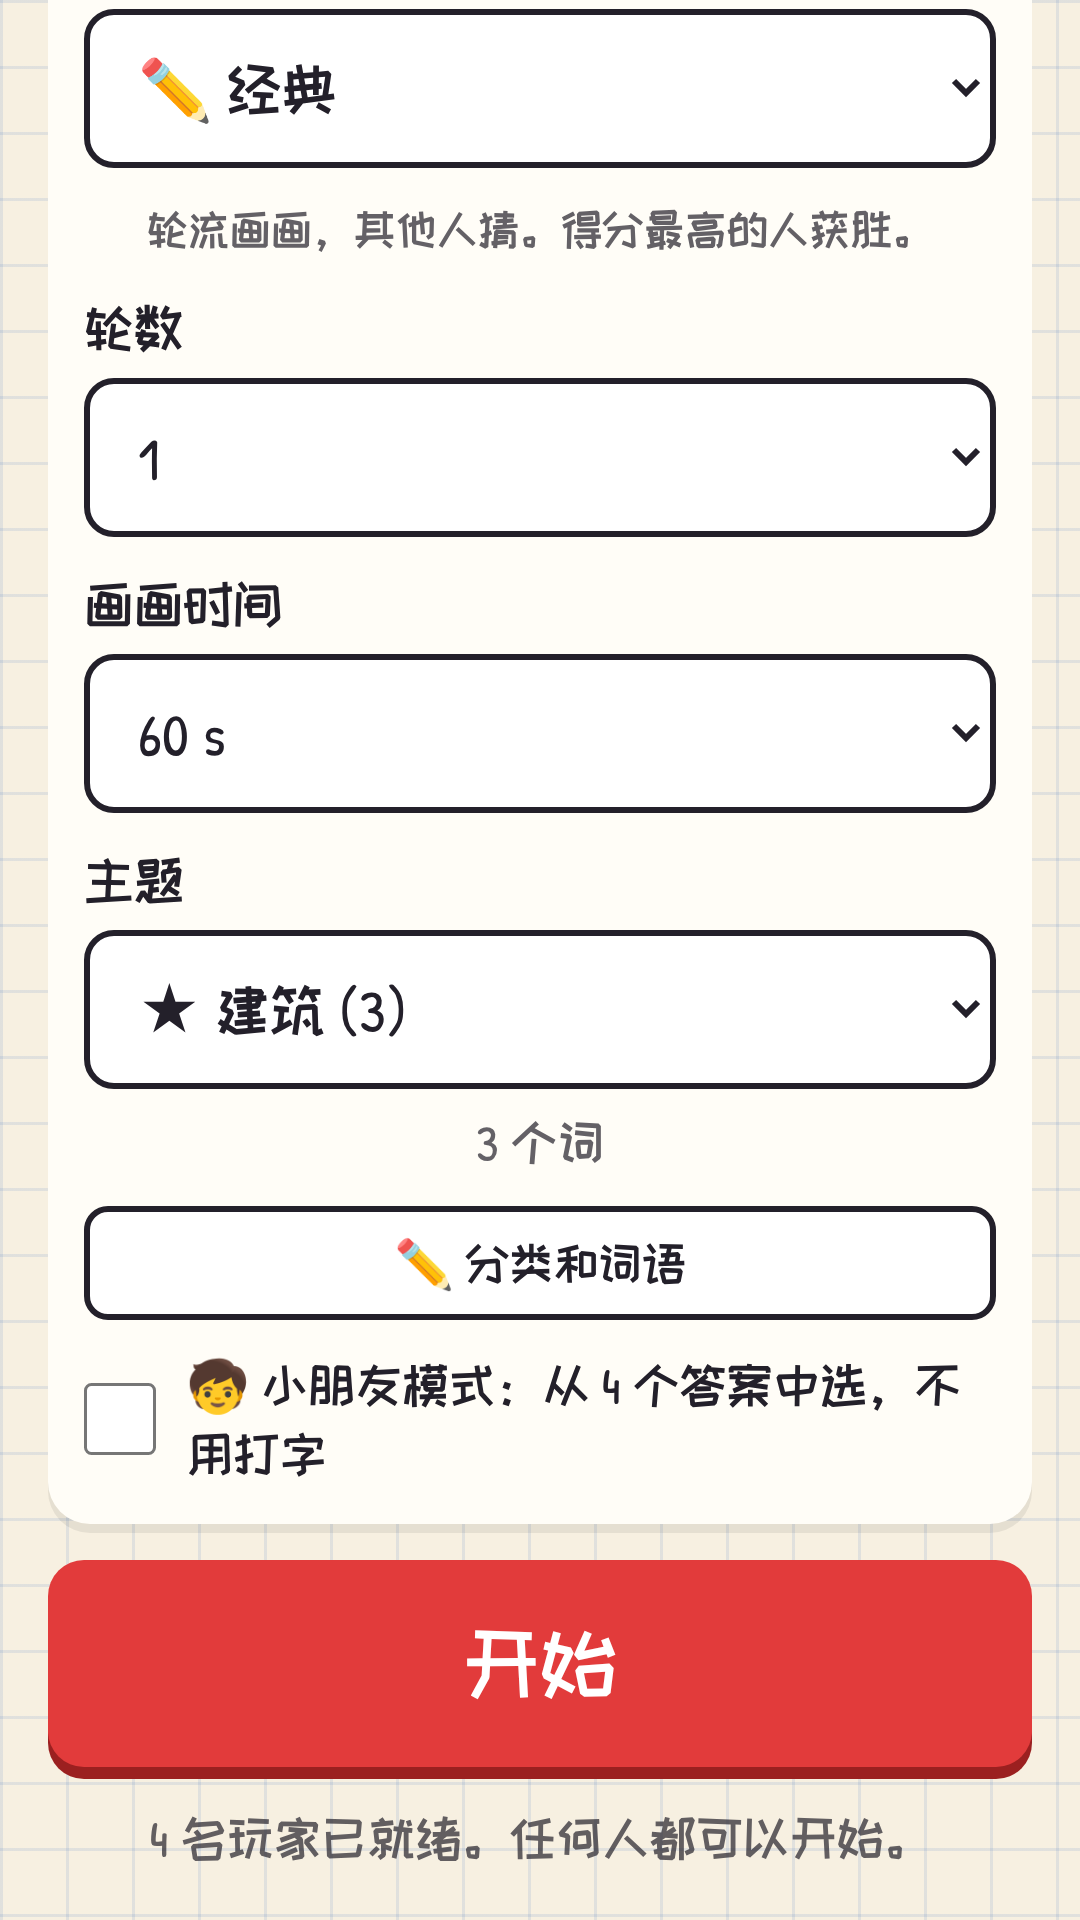 ✏️ 经典
轮流画画，其他人猜。得分最高的人获胜。
轮数
1
画画时间
60 s
主题
★ 建筑 (3)
3 个词
✏️ 分类和词语
🧒 小朋友模式：从 4 个答案中选，不
用打字
开始
4 名玩家已就绪。任何人都可以开始。